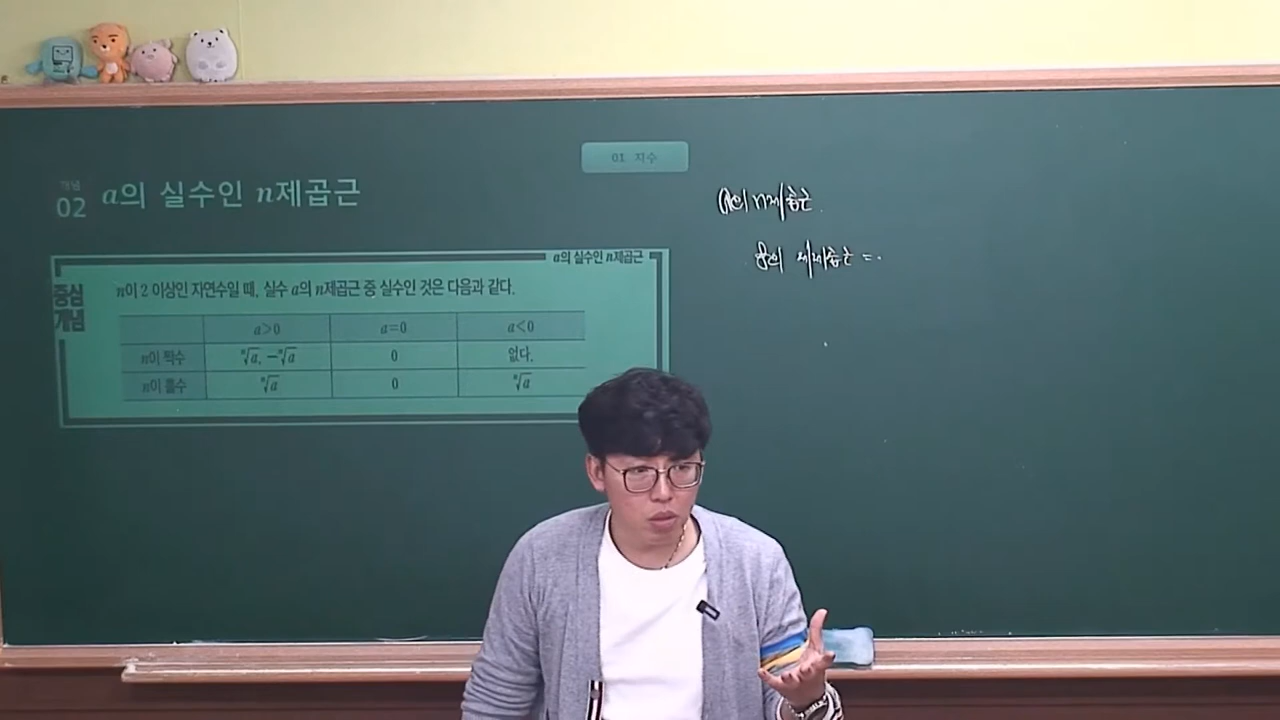 01 지수
개념
02 a의 실수인 n제곱근
a의 실수인 n제곱근
중심
개념
n이 2 이상인 자연수일 때, 실수 a의 n제곱근 중 실수인 것은 다음과 같다.
a>0 a=0 a<0
n이 짝수 ⁿ√a, −ⁿ√a 0 없다.
n이 홀수 ⁿ√a 0 ⁿ√a
a의 n제곱근
8의 세제곱근 =